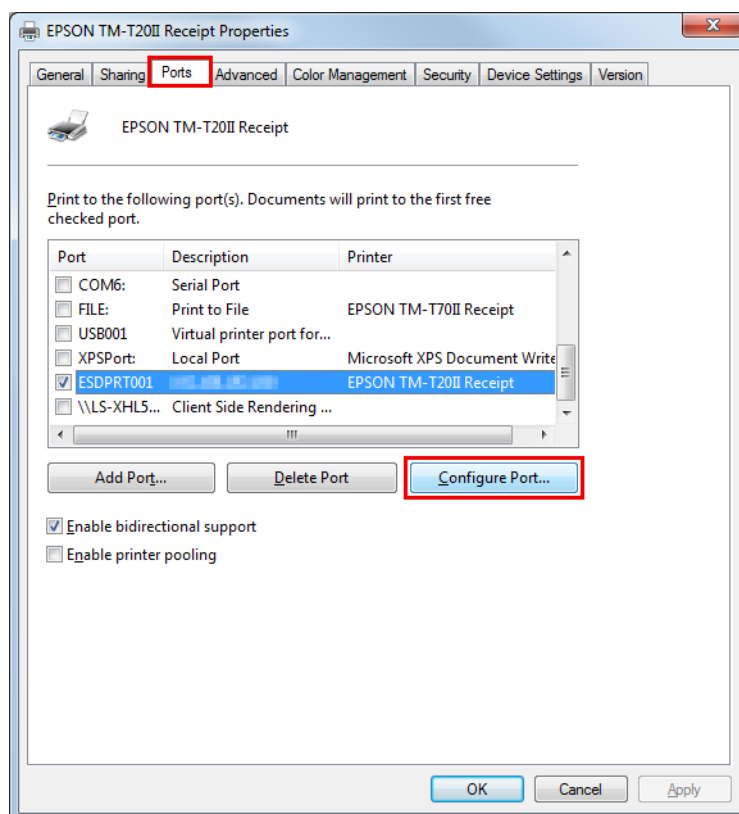 EPSON TM-T20II Receipt Properties
General Sharing Ports Advanced Color Management Security Device Settings Version
EPSON TM-T20II Receipt
Print to the following port(s). Documents will print to the first free
checked port.
Port Description Printer
COM6: Serial Port
FILE: Print to File EPSON TM-T70II Receipt
USB001 Virtual printer port for...
XPSPort: Local Port Microsoft XPS Document Write
ESDPRT001 EPSON TM-T20II Receipt
\\LS-XHL5... Client Side Rendering ...
Add Port... Delete Port Configure Port...
Enable bidirectional support
Enable printer pooling
OK Cancel Apply